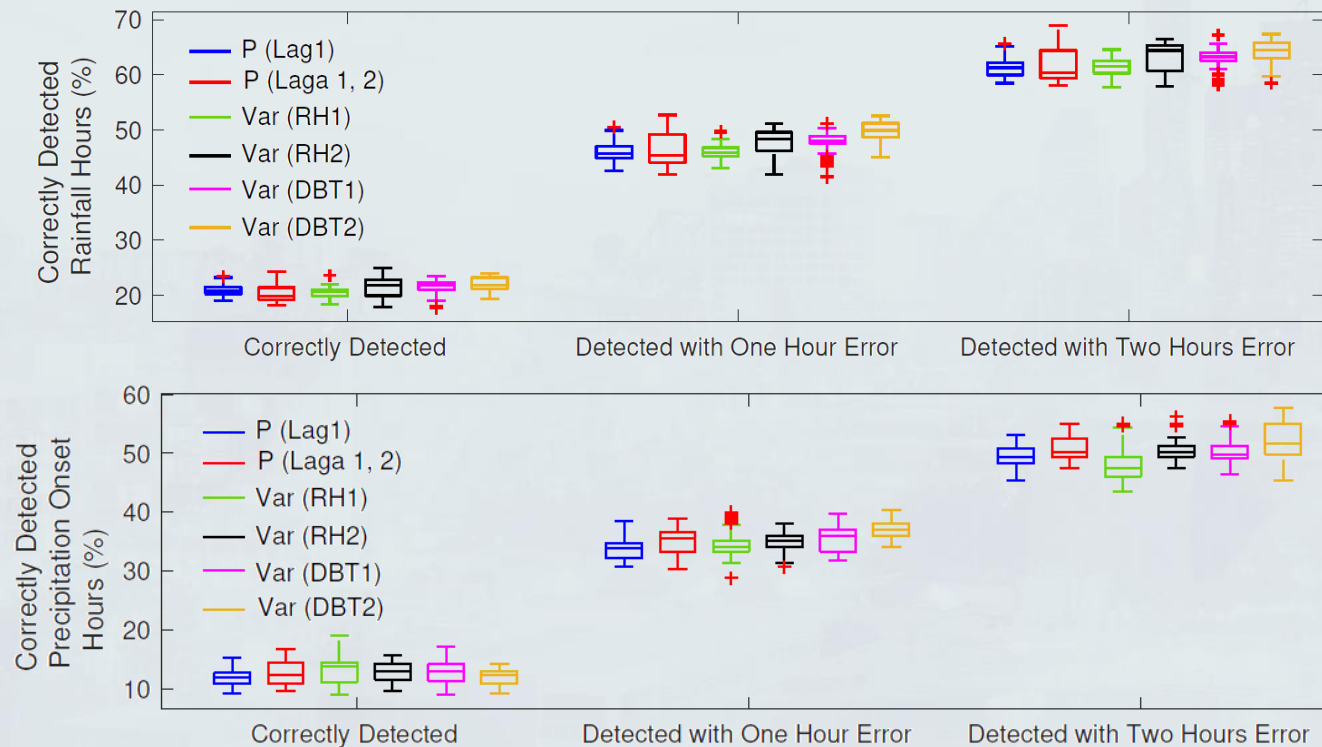 Correctly Detected
Rainfall Hours (%)
70
60
50
40
30
20
P (Lag1)
P (Laga 1, 2)
Var (RH1)
Var (RH2)
Var (DBT1)
Var (DBT2)
Correctly Detected
Detected with One Hour Error
Detected with Two Hours Error
Correctly Detected
Precipitation Onset
Hours (%)
60
50
40
30
20
10
P (Lag1)
P (Laga 1, 2)
Var (RH1)
Var (RH2)
Var (DBT1)
Var (DBT2)
Correctly Detected
Detected with One Hour Error
Detected with Two Hours Error